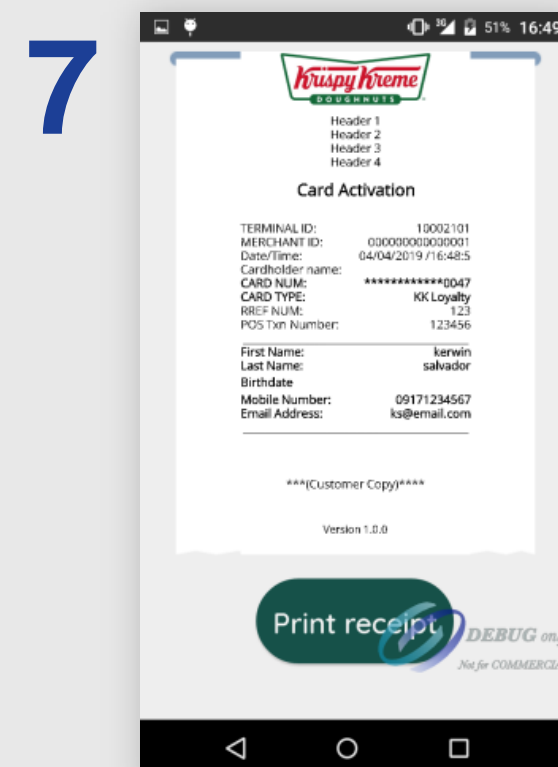 7
3G 51% 16:49
Krispy Kreme
DOUGHNUTS
Header 1
Header 2
Header 3
Header 4
Card Activation
TERMINAL ID: 10002101
MERCHANT ID: 000000000000001
Date/Time: 04/04/2019 /16:48:5
Cardholder name:
CARD NUM: ************0047
CARD TYPE: KK Loyalty
RREF NUM: 123
POS Txn Number: 123456
First Name: kerwin
Last Name: salvador
Birthdate
Mobile Number: 09171234567
Email Address: ks@email.com
***(Customer Copy)****
Version 1.0.0
Print receipt
DEBUG
Not for